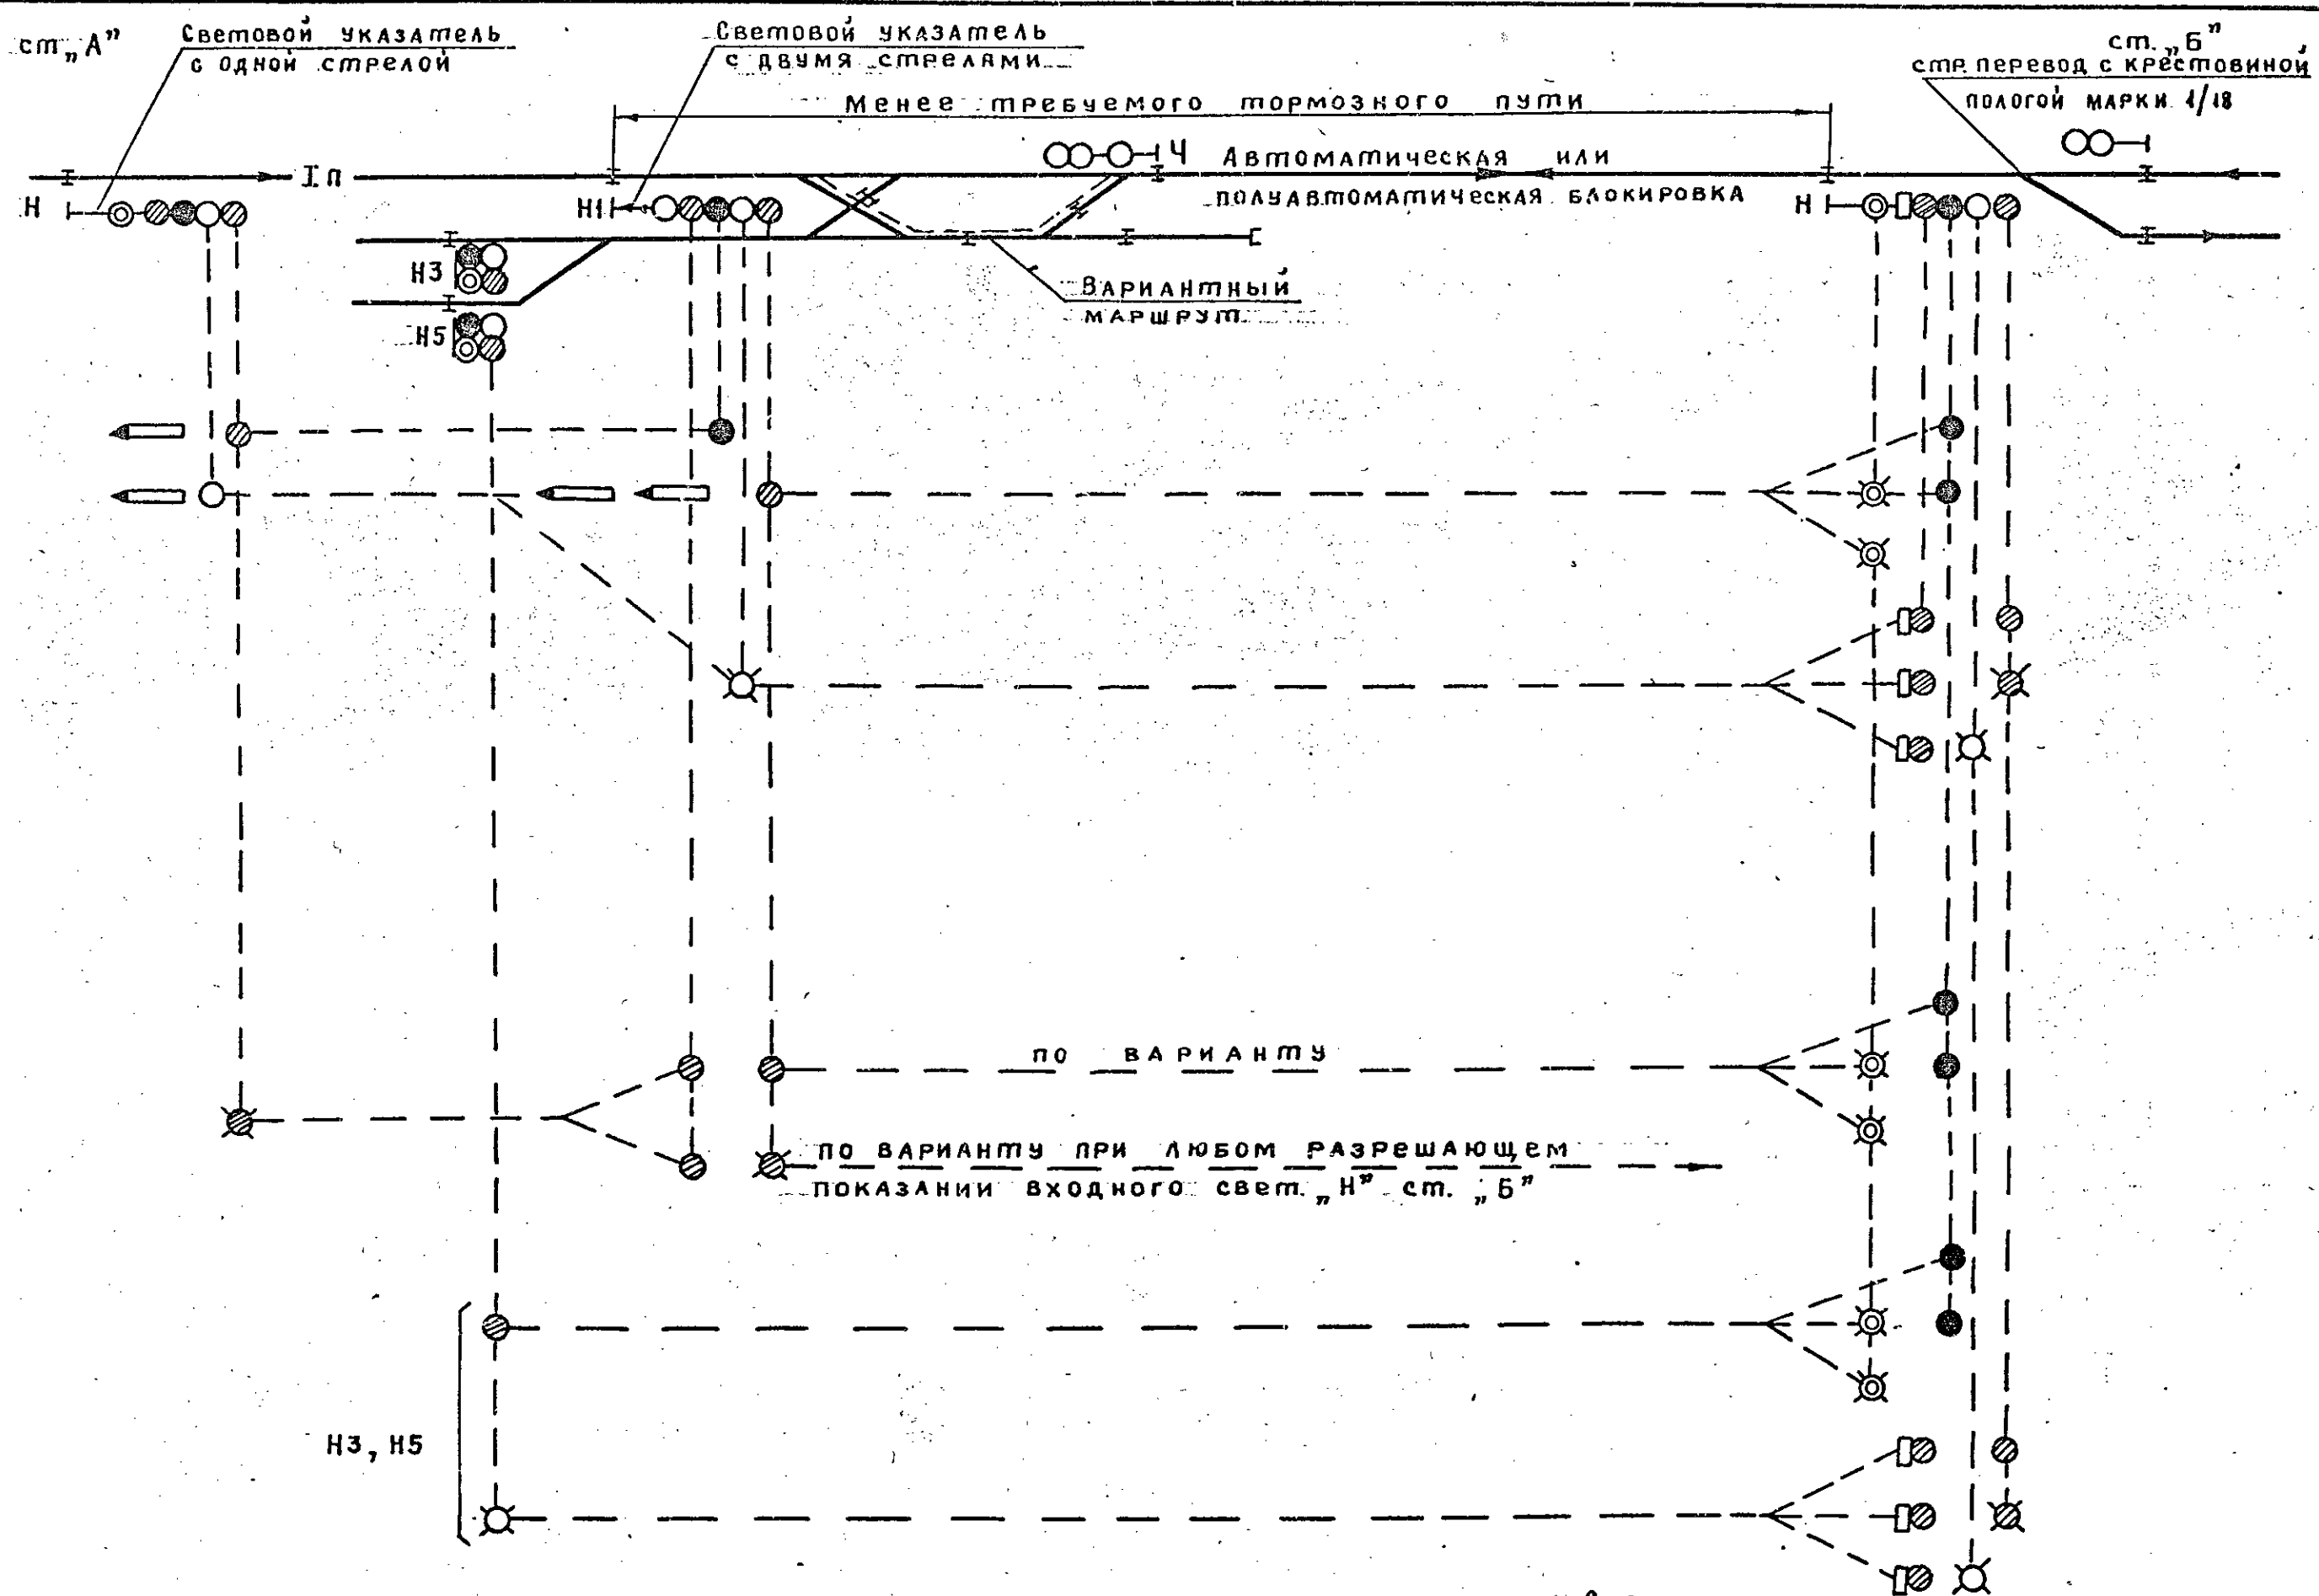 ст„А”
Световой указатель
с одной стрелой
Световой указатель
с двумя стрелями
ст. „Б”
стр. перевод с крестовиной
пологой марки 1/18
Менее требуемого тормозного пути
Ч
Автоматическая или
полуавтоматическая блокировка
Iп
Н
Н1
Н
Н3
Н5
Вариантный
маршрут
по варианту
по варианту при любом разрешающем
показании входного свет. „Н” ст. „Б”
Н3, Н5